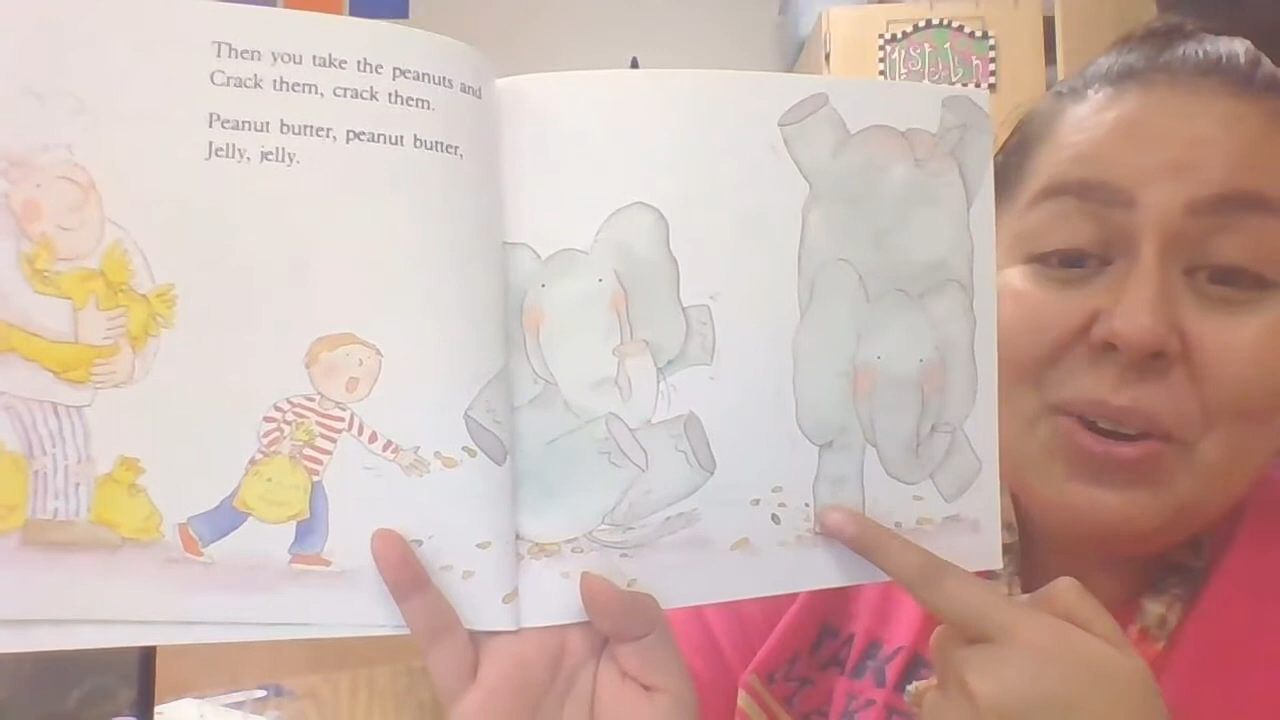 Then you take the peanuts and
Crack them, crack them.
Peanut butter, peanut butter,
Jelly, jelly.